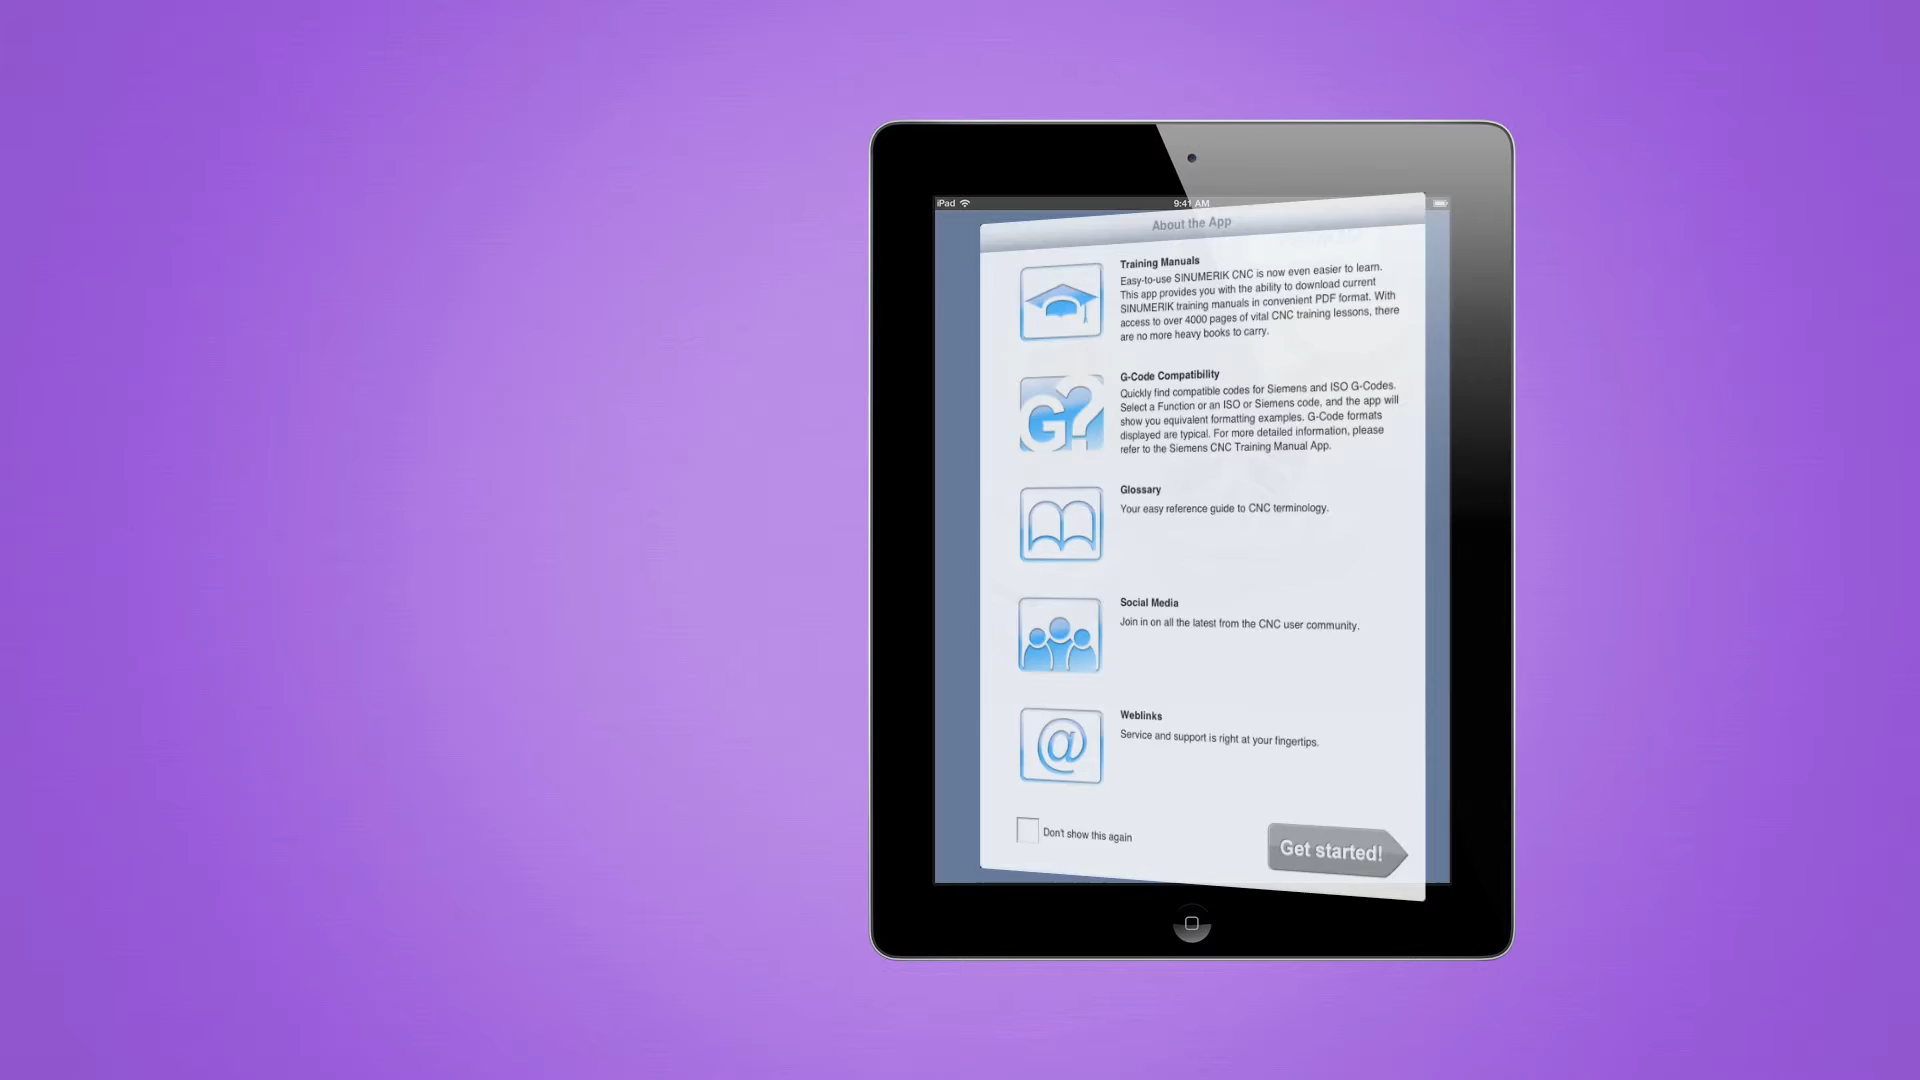 iPad
9:41 AM
About the App
Training Manuals
Easy-to-use SINUMERIK CNC is now even easier to learn.
This app provides you with the ability to download current
SINUMERIK training manuals in convenient PDF format. With
access to over 4000 pages of vital CNC training lessons, there
are no more heavy books to carry.
G?
G-Code Compatibility
Quickly find compatible codes for Siemens and ISO G-Codes.
Select a Function or an ISO or Siemens code, and the app will
show you equivalent formatting examples. G-Code formats
displayed are typical. For more detailed information, please
refer to the Siemens CNC Training Manual App.
Glossary
Your easy reference guide to CNC terminology.
Social Media
Join in on all the latest from the CNC user community.
@
Weblinks
Service and support is right at your fingertips.
Don't show this again
Get started!